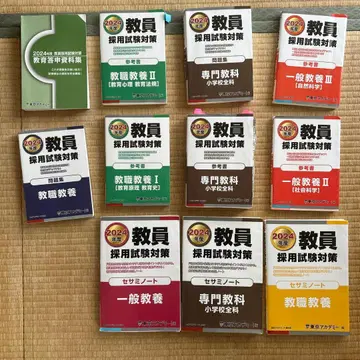 2024年度 教員採用試験対策
教育答申資料集
2024年度
教員
採用試験対策
参考書
教職教養Ⅱ
【教育心理 教育法規】
2024年度
教員
採用試験対策
問題集
専門教科
小学校全科
2024年度
教員
採用試験対策
参考書
一般教養Ⅲ
【自然科学】
2024年度
教員
採用試験対策
問題集
教職教養
2024年度
教員
採用試験対策
参考書
教職教養Ⅰ
【教育原理 教育史】
2024年度
教員
採用試験対策
参考書
専門教科
小学校全科
2024年度
教員
採用試験対策
参考書
一般教養Ⅱ
【社会科学】
2024年度
教員
採用試験対策
セサミノート
一般教養
2024年度
教員
採用試験対策
セサミノート
専門教科
小学校全科
2024年度
教員
採用試験対策
セサミノート
教職教養
東京アカデミー